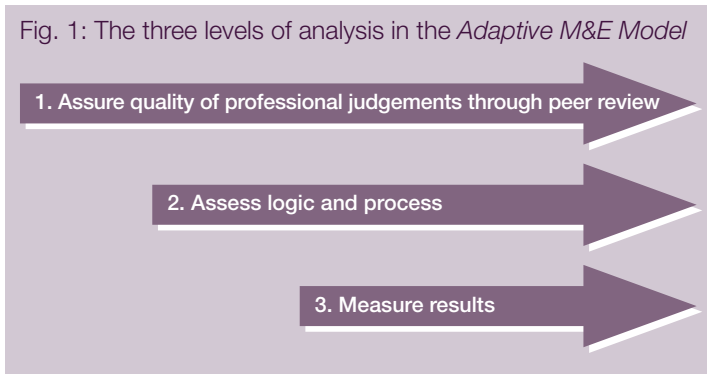 Fig. 1: The three levels of analysis in the Adaptive M&E Model
1. Assure quality of professional judgements through peer review
2. Assess logic and process
3. Measure results